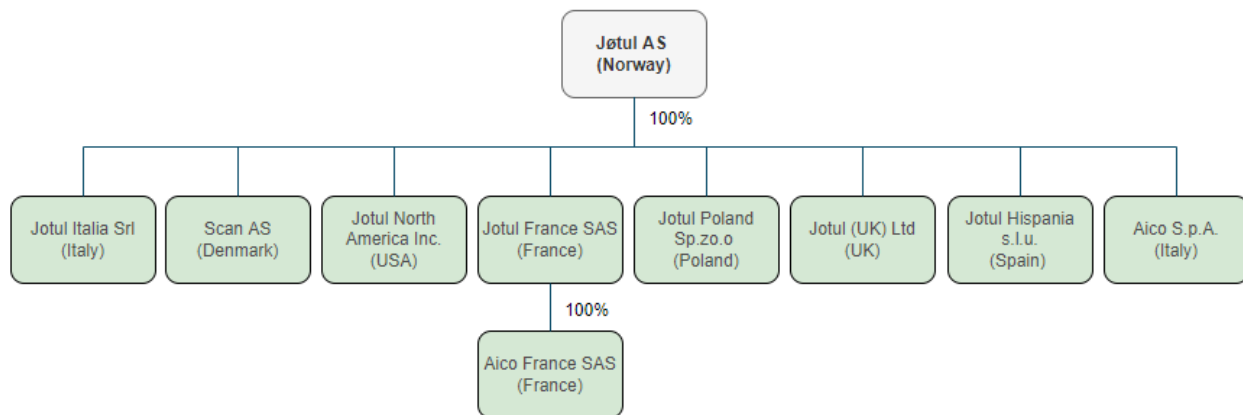 Jøtul AS
(Norway)
100%
Jotul Italia Srl
(Italy)
Scan AS
(Denmark)
Jotul North
America Inc.
(USA)
Jotul France SAS
(France)
Jotul Poland
Sp.zo.o
(Poland)
Jotul (UK) Ltd
(UK)
Jotul Hispania
s.l.u.
(Spain)
Aico S.p.A.
(Italy)
100%
Aico France SAS
(France)